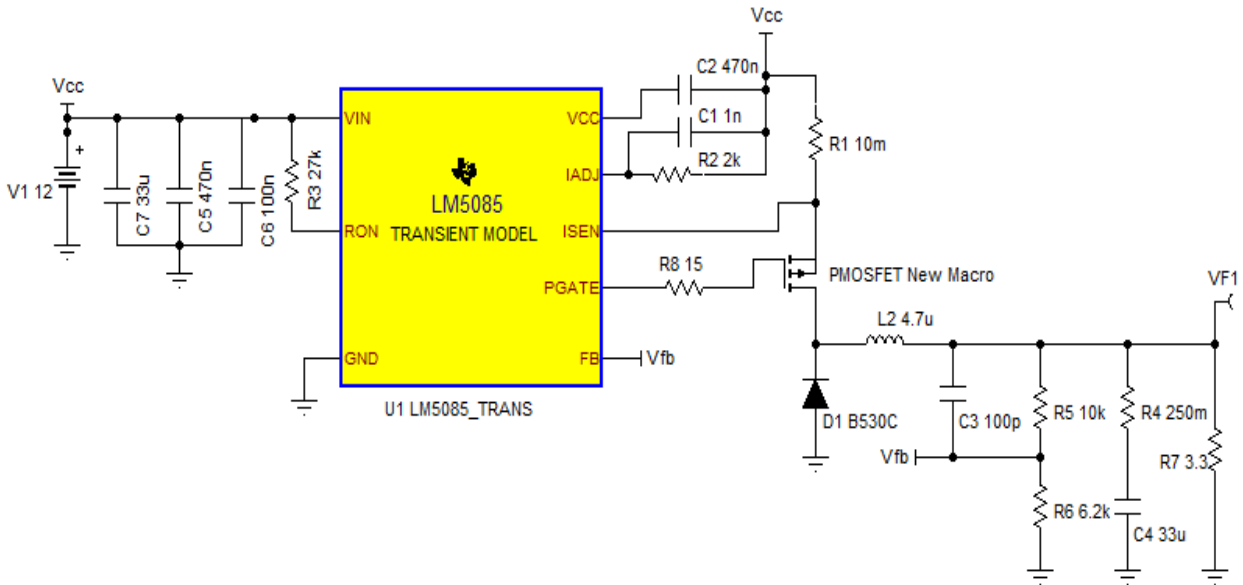 Vcc
V1 12
+
C7 33u
C5 470n
C6 100n
R3 27k
VIN
RON
GND
VCC
IADJ
ISEN
PGATE
FB
LM5085
TRANSIENT MODEL
U1 LM5085_TRANS
Vcc
C2 470n
C1 1n
R2 2k
R1 10m
R8 15
PMOSFET New Macro
Vfb
L2 4.7u
VF1
D1 B530C
C3 100p
R5 10k
R4 250m
Vfb
R7 3.3
R6 6.2k
C4 33u